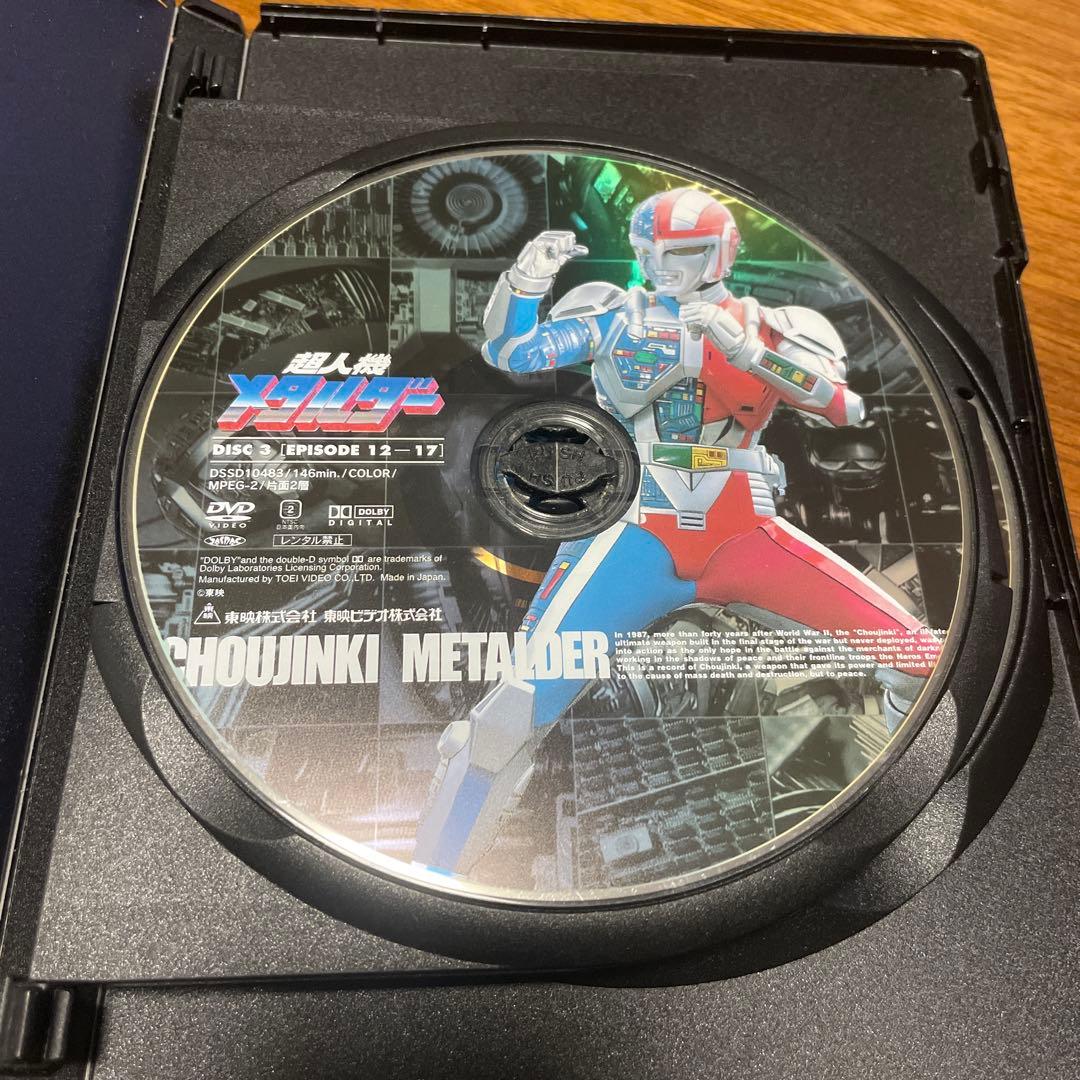 超人機
メタルダー
DISC 3 [EPISODE 12—17]
DSSD10483/146min./COLOR/
MPEG-2/片面2層
DVD
VIDEO
2
NTSC
日本国内向
DOLBY
DIGITAL
レンタル禁止
"DOLBY"and the double-D symbol are trademarks of
Dolby Laboratories Licensing Corporation.
Manufactured by TOEI VIDEO CO.,LTD. Made in Japan.
©東映
東映株式会社 東映ビデオ株式会社
CHOUJINKI METALDER
In 1987, more than forty years after World War II, the "Choujinki", an
ultimate weapon built in the final stage of the war but never deployed,
into action as the only hope in the battle against the merchants of
working in the shadows of peace and their frontline troops the Neros
This is a record of Choujinki, a weapon that gave its power and limited
to the cause of mass death and destruction, but to peace.
PUSH